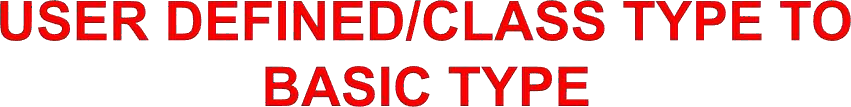 USER DEFINED/CLASS TYPE TO
BASIC TYPE